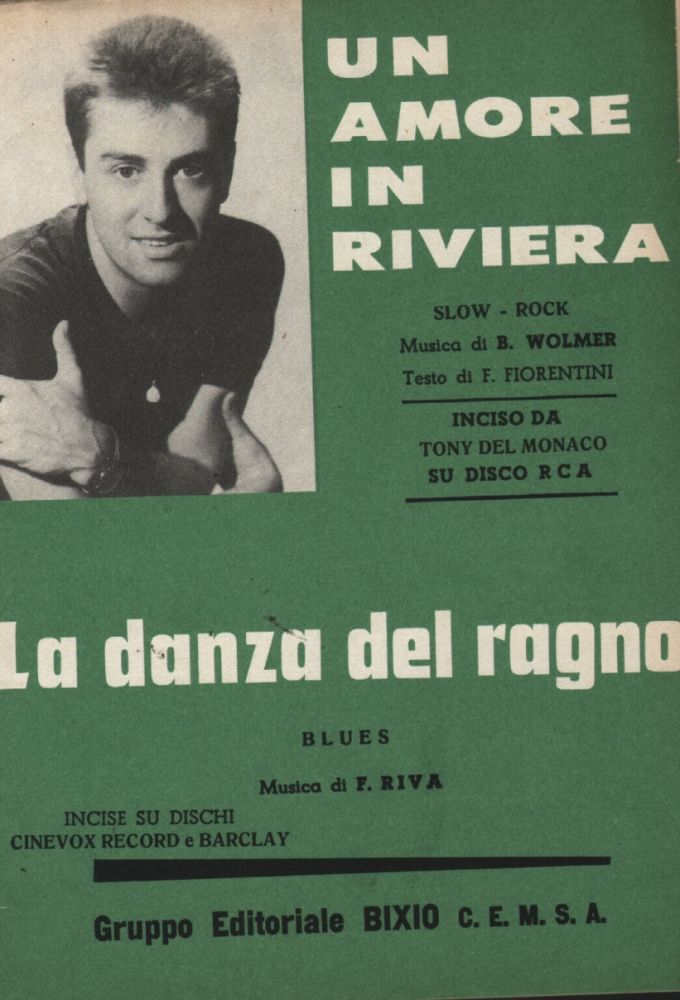 UN
AMORE
IN
RIVIERA
SLOW - ROCK
Musica di B. WOLMER
Testo di F. FIORENTINI
INCISO DA
TONY DEL MONACO
SU DISCO RCA
La danza del ragno
BLUES
Musica di F. RIVA
INCISE SU DISCHI
CINEVOX RECORD e BARCLAY
Gruppo Editoriale BIXIO C. E. M. S. A.